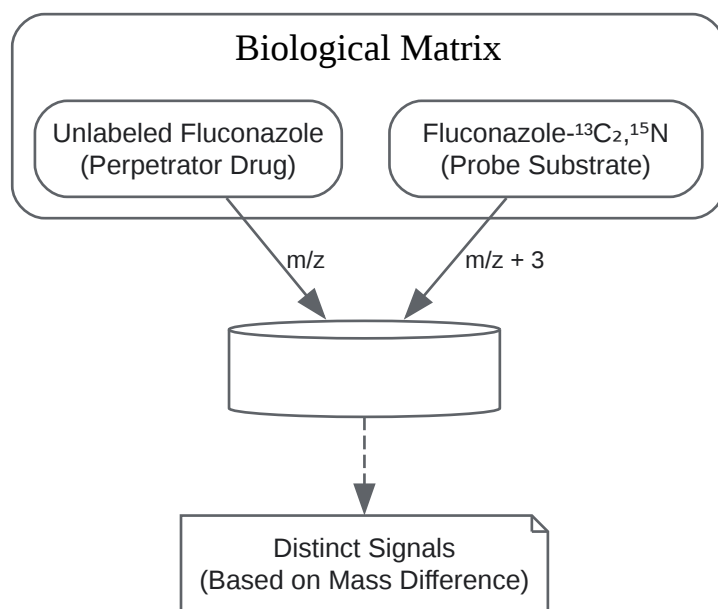 Biological Matrix
Unlabeled Fluconazole
(Perpetrator Drug)
Fluconazole-¹³C₂,¹⁵N
(Probe Substrate)
m/z
m/z + 3
Distinct Signals
(Based on Mass Difference)